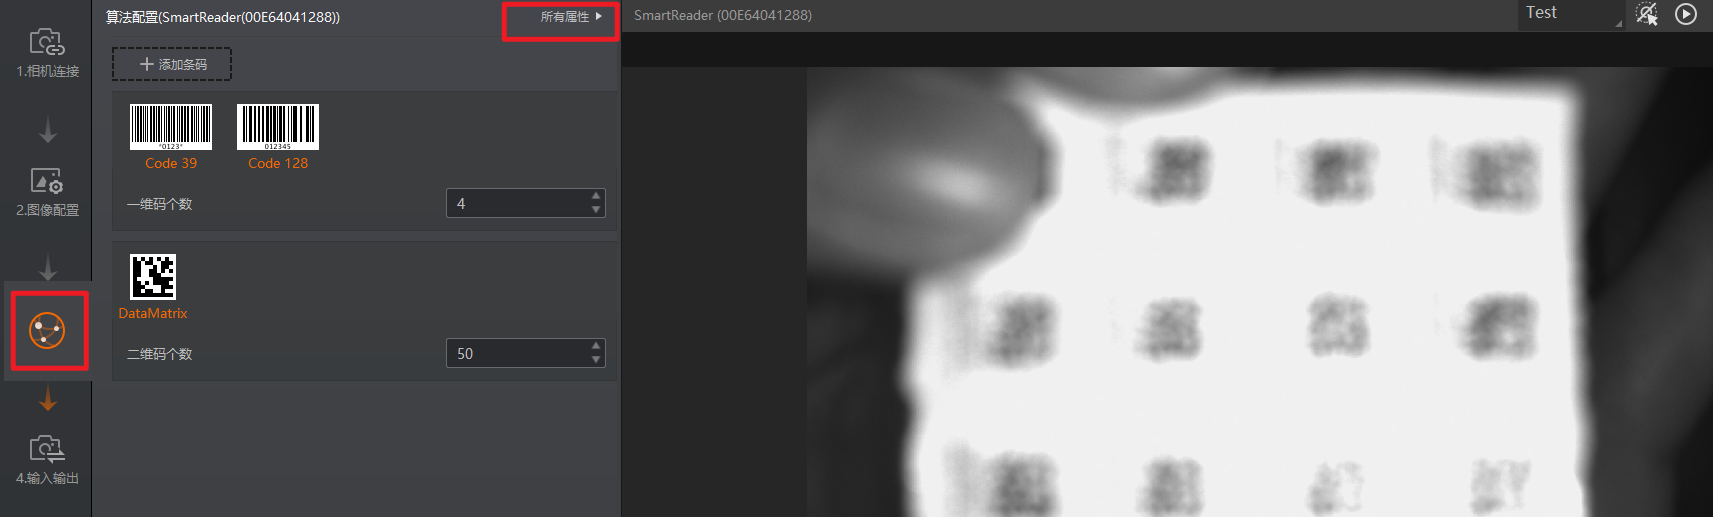 1.相机连接
2.图像配置
4.输入输出
算法配置(SmartReader(00E64041288))
所有属性
添加条码
*0123*
Code 39
012345
Code 128
一维码个数
4
DataMatrix
二维码个数
50
SmartReader (00E64041288)
Test